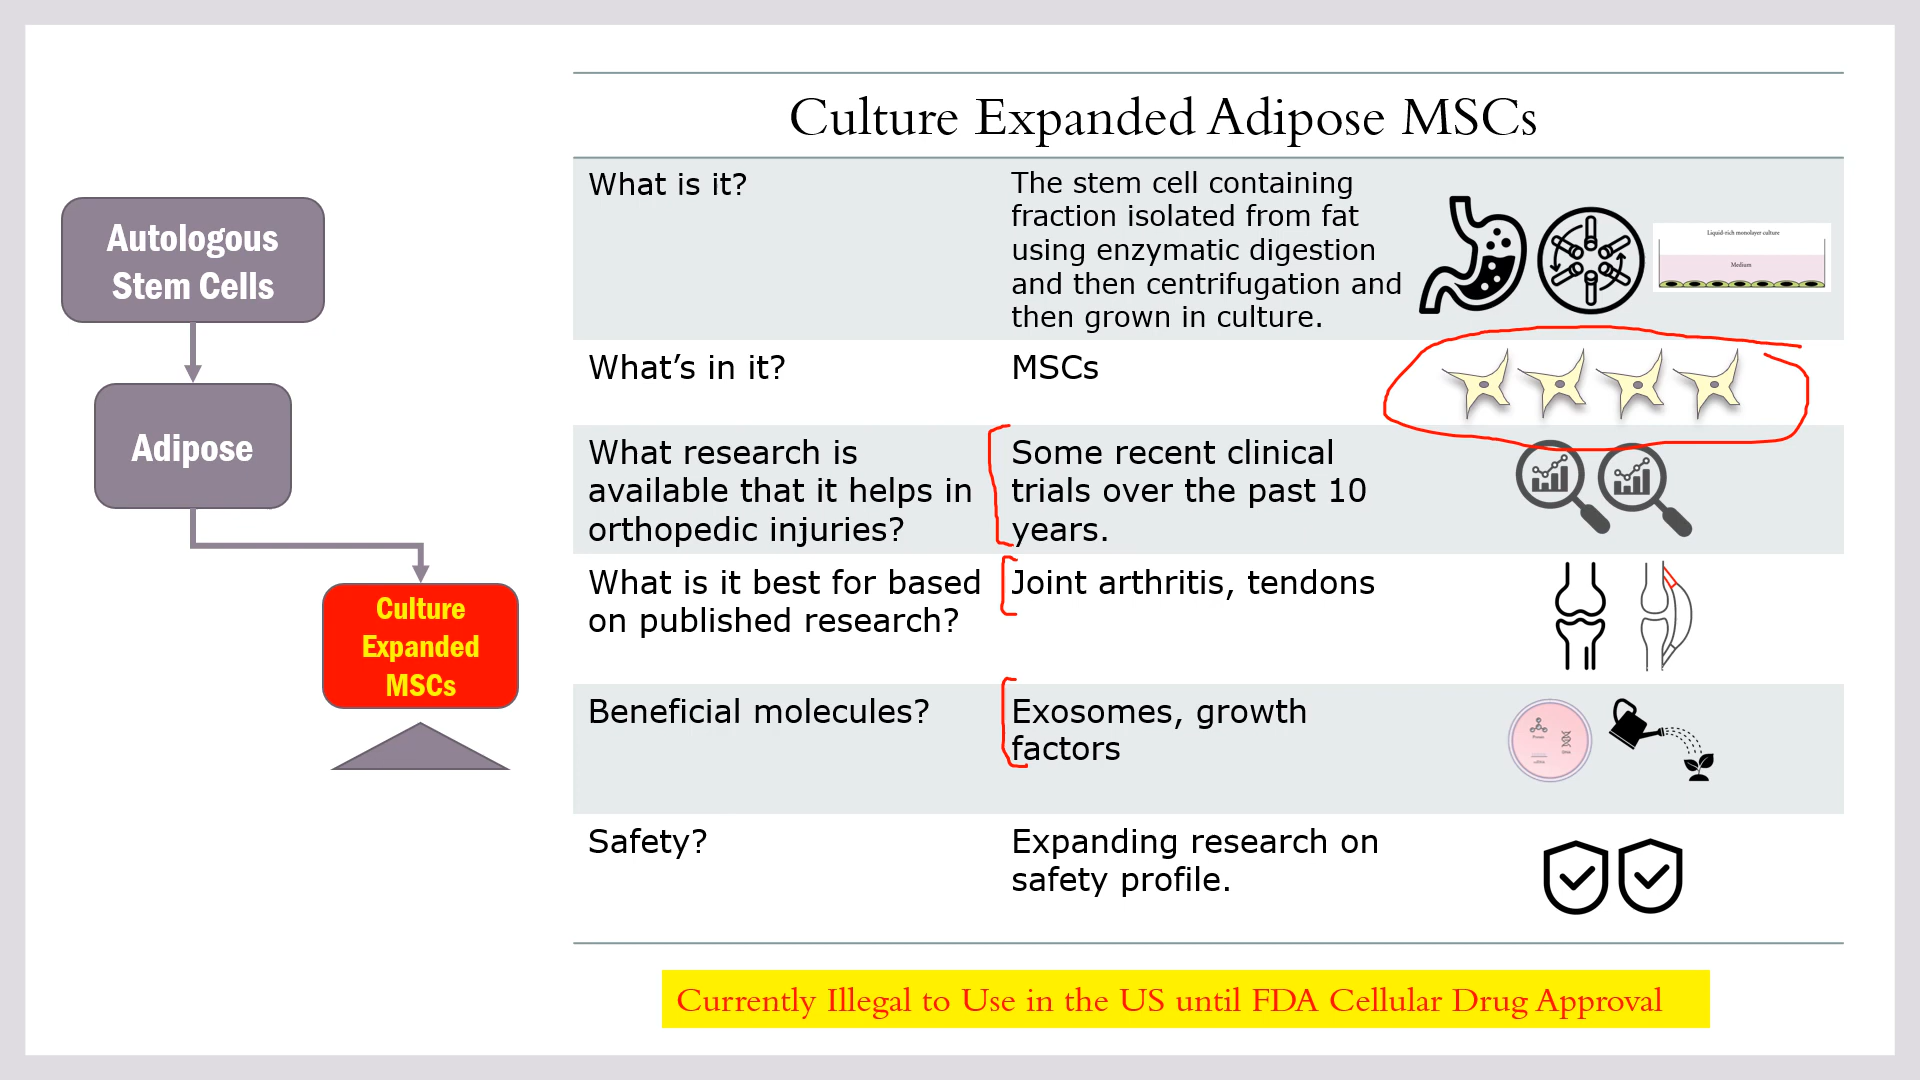 Culture Expanded Adipose MSCs
Autologous
Stem Cells
Adipose
Culture
Expanded
MSCs
What is it?
The stem cell containing
fraction isolated from fat
using enzymatic digestion
and then centrifugation and
then grown in culture.
Liquid-rich monolayer culture
Medium
What's in it?
MSCs
What research is
available that it helps in
orthopedic injuries?
Some recent clinical
trials over the past 10
years.
What is it best for based
on published research?
Joint arthritis, tendons
Beneficial molecules?
Exosomes, growth
factors
Safety?
Expanding research on
safety profile.
Currently Illegal to Use in the US until FDA Cellular Drug Approval